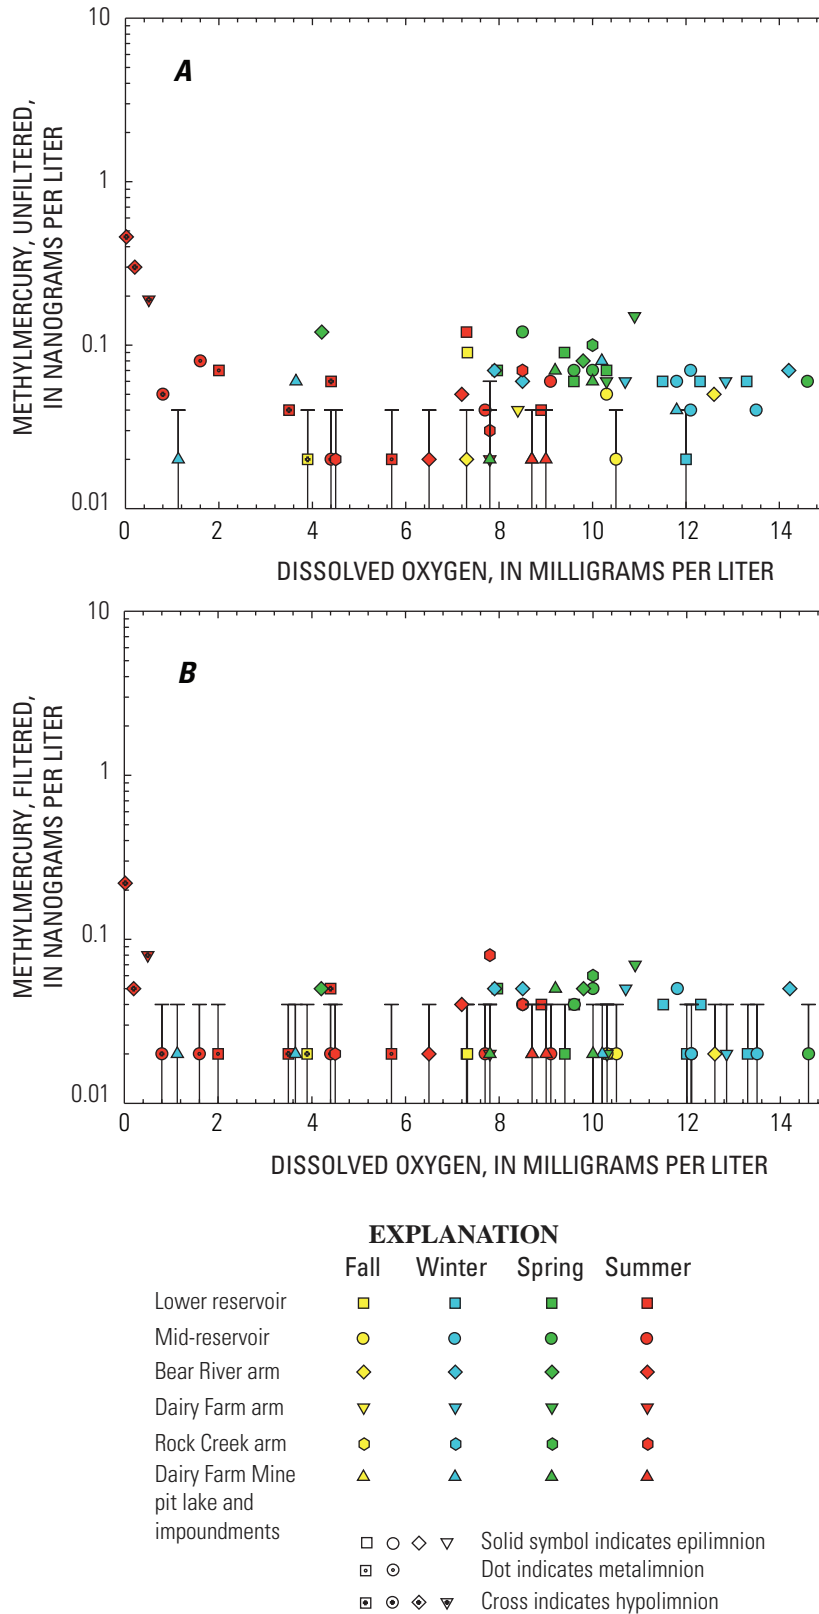 A
10
1
0.1
0.01
METHYLMERCURY, UNFILTERED,
IN NANOGRAMS PER LITER
0 2 4 6 8 10 12 14
DISSOLVED OXYGEN, IN MILLIGRAMS PER LITER
B
10
1
0.1
0.01
METHYLMERCURY, FILTERED,
IN NANOGRAMS PER LITER
0 2 4 6 8 10 12 14
DISSOLVED OXYGEN, IN MILLIGRAMS PER LITER
EXPLANATION
Fall Winter Spring Summer
Lower reservoir
Mid-reservoir
Bear River arm
Dairy Farm arm
Rock Creek arm
Dairy Farm Mine
pit lake and
impoundments
Solid symbol indicates epilimnion
Dot indicates metalimnion
Cross indicates hypolimnion